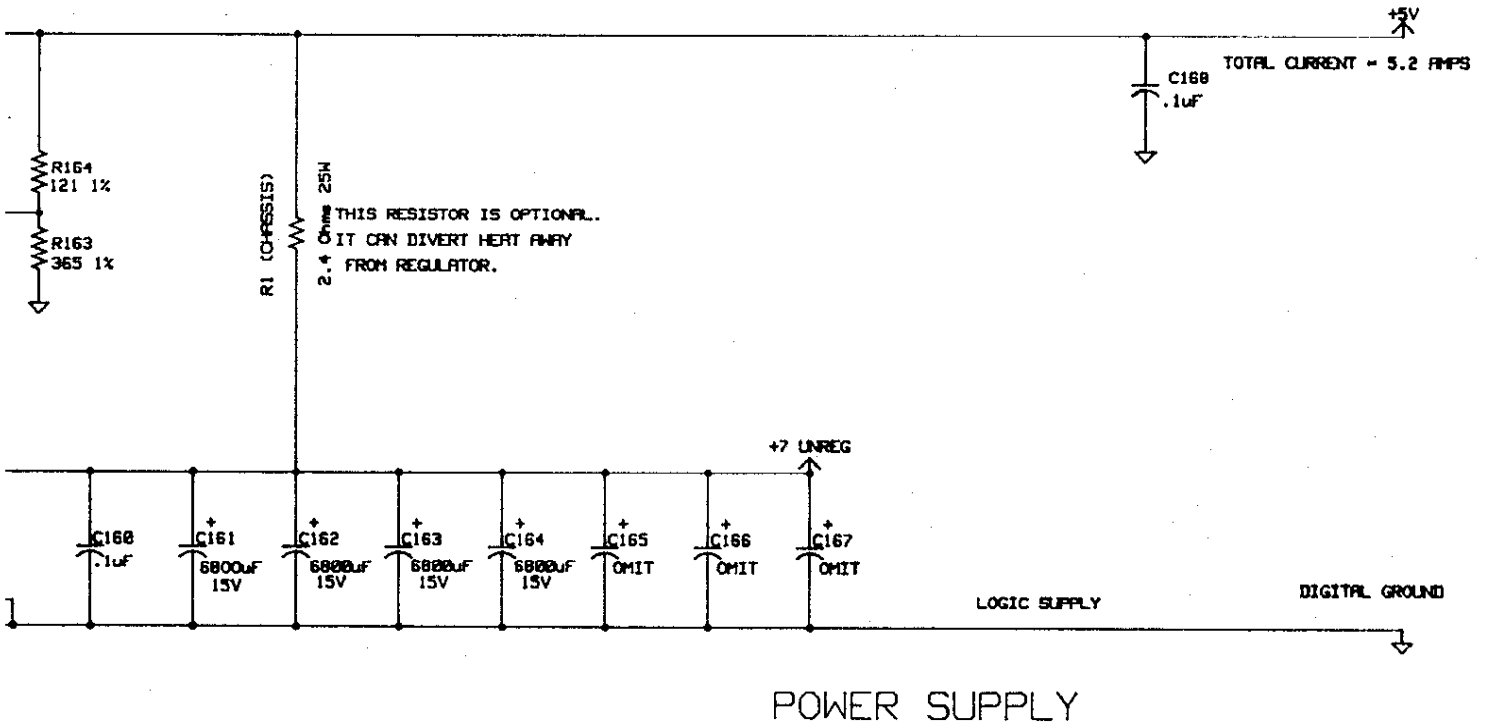 +5V
TOTAL CURRENT = 5.2 AMPS
C168
.1uF
R164
121 1%
R163
365 1%
R1 (CHASSIS)
2.4 Ohms 25W
THIS RESISTOR IS OPTIONAL.
IT CAN DIVERT HEAT AWAY
FROM REGULATOR.
+7 UNREG
C160
.1uF
+
C161
6800uF
15V
+
C162
6800uF
15V
+
C163
6800uF
15V
+
C164
6800uF
15V
+
C165
OMIT
+
C166
OMIT
+
C167
OMIT
LOGIC SUPPLY
DIGITAL GROUND
POWER SUPPLY